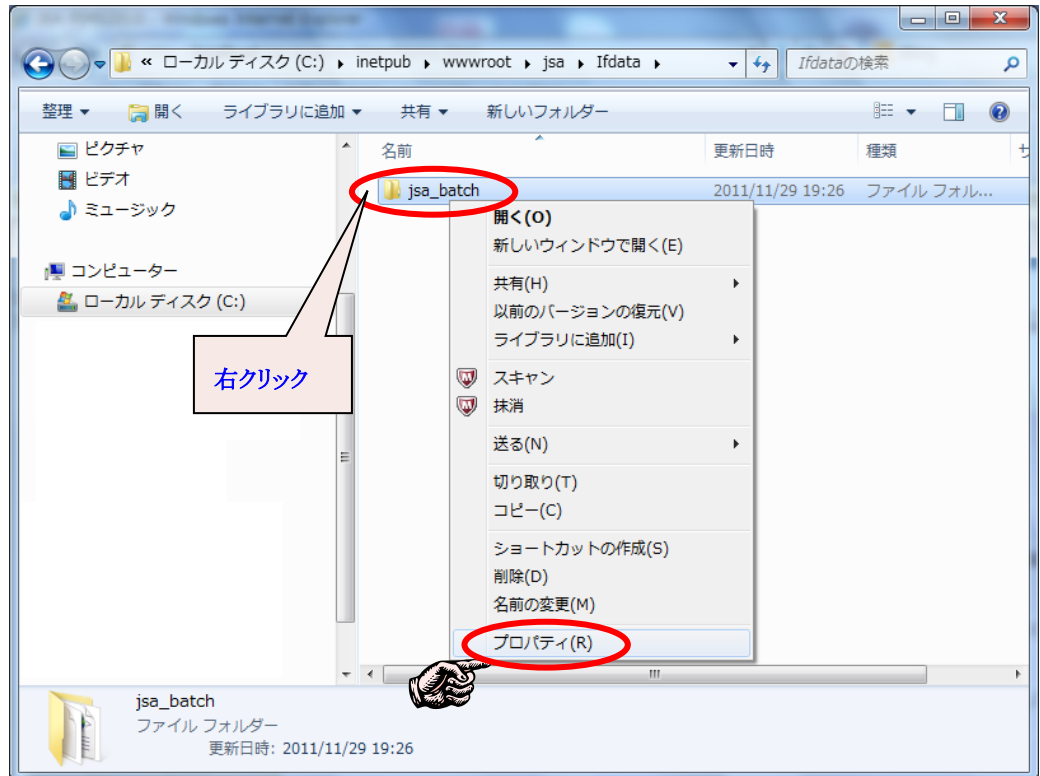 « ローカル ディスク (C:) ▸ inetpub ▸ wwwroot ▸ jsa ▸ Ifdata ▸
Ifdataの検索
整理 ▼ 開く ライブラリに追加 ▼ 共有 ▼ 新しいフォルダー
ピクチャ
ビデオ
ミュージック
コンピューター
ローカル ディスク (C:)
名前 更新日時 種類 サ
jsa_batch 2011/11/29 19:26 ファイル フォル...
右クリック
開く(O)
新しいウィンドウで開く(E)
共有(H)
以前のバージョンの復元(V)
ライブラリに追加(I)
スキャン
抹消
送る(N)
切り取り(T)
コピー(C)
ショートカットの作成(S)
削除(D)
名前の変更(M)
プロパティ(R)
jsa_batch
ファイル フォルダー
更新日時: 2011/11/29 19:26